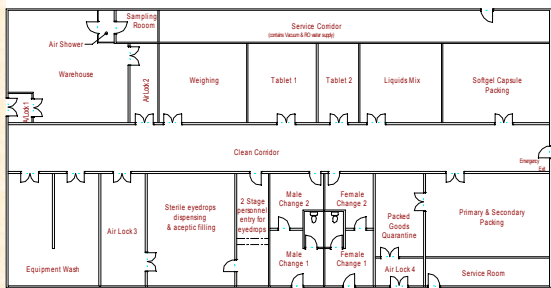 Sampling
Rooom
Service Corridor
(contains Vacuum & RO water supply)
Air Shower
Warehouse
Air Lock 2
Weighing
Tablet 1
Tablet 2
Liquids Mix
Softgel Capsule
Packing
Air Lock 1
Clean Corridor
Emergency
Exit
Equipment Wash
Air Lock 3
Sterile eyedrops
dispensing
& aceptic filling
2 Stage
personnel
entry for
eyedrops
Male
Change 2
Female
Change 2
Male
Change 1
Female
Change 1
Packed
Goods
Quarantine
Air Lock 4
Primary & Secondary
Packing
Service Room